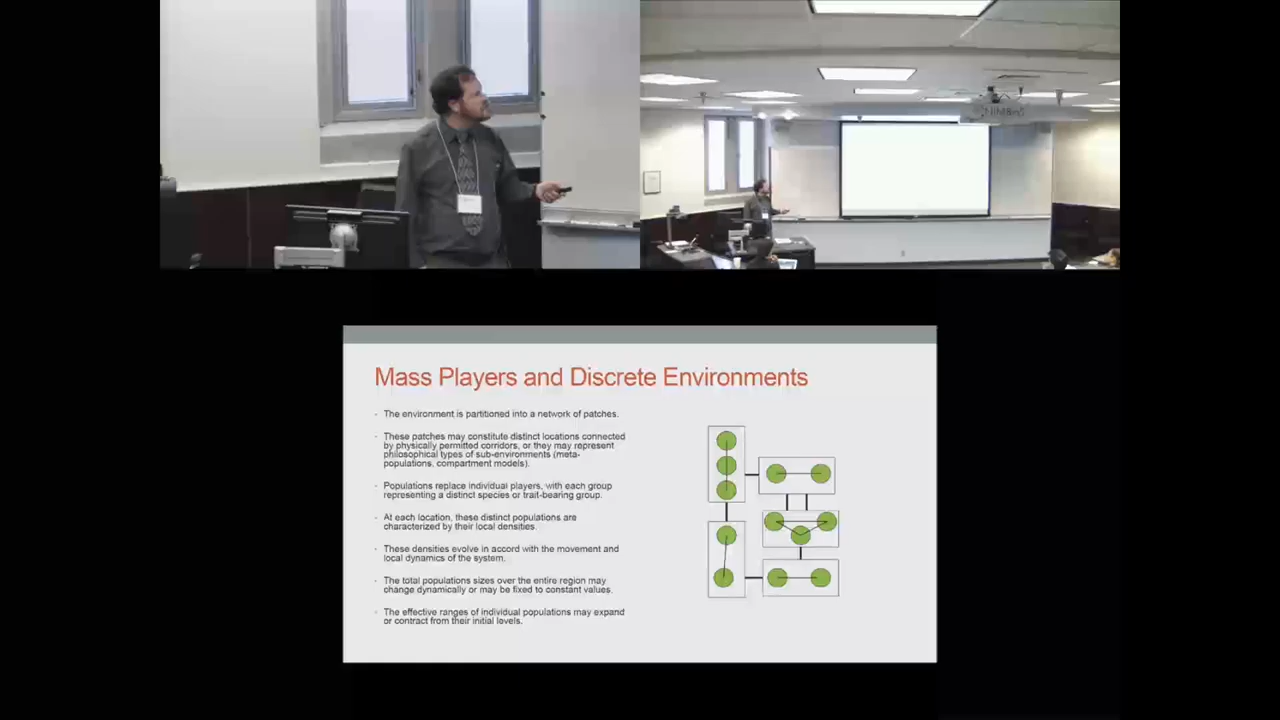 NIMBioS
Mass Players and Discrete Environments
- The environment is partitioned into a network of patches.
- These patches may constitute distinct locations connected
by physically permitted corridors, or they may represent
philosophical types of sub-environments (meta-
populations, compartment models).
- Populations replace individual players, with each group
representing a distinct species or trait-bearing group.
- At each location, these distinct populations are
characterized by their local densities.
- These densities evolve in accord with the movement and
local dynamics of the system.
- The total populations sizes over the entire region may
change dynamically or may be fixed to constant values.
- The effective ranges of individual populations may expand
or contract from their initial levels.